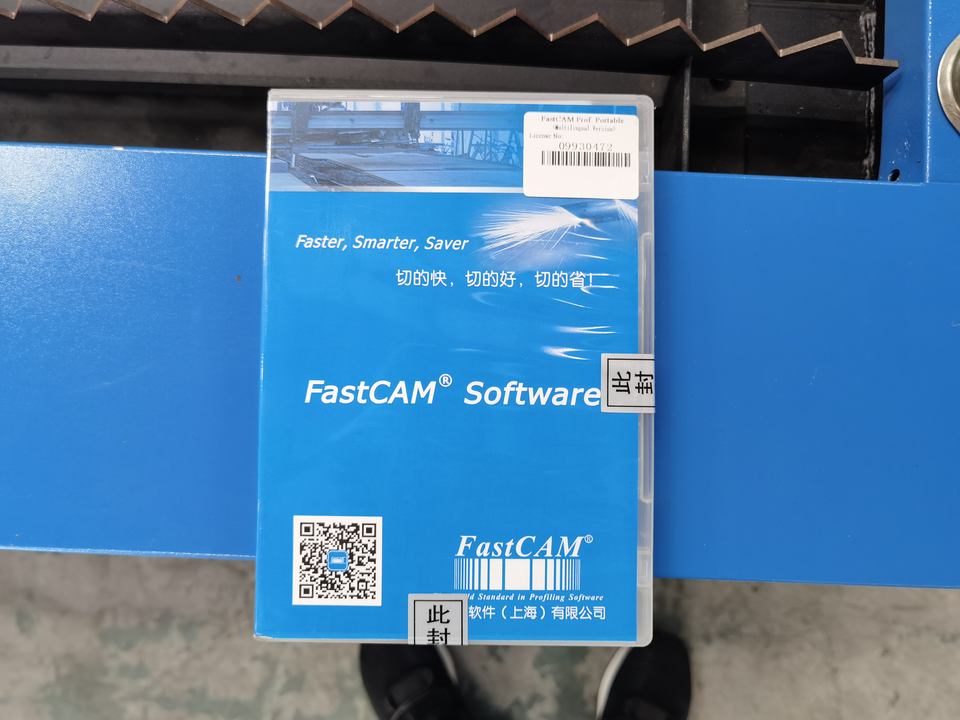 FastCAM Prof. Portable
(Multilingual Version)
License No:
09930472
Faster, Smarter, Saver
切的快，切的好，切的省！
FastCAM® Software
此封
FastCAM®
Standard in Profiling Software
软件（上海）有限公司
此
封